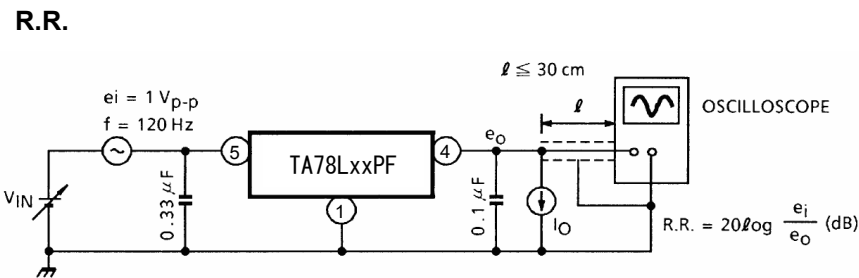 R.R.
ℓ ≦ 30 cm
ei = 1 Vp-p
f = 120 Hz
ℓ
OSCILLOSCOPE
5
TA78LxxPF
4
eO
VIN
0.33 μF
1
0.1 μF
IO
R.R. = 20ℓog ei/eo (dB)